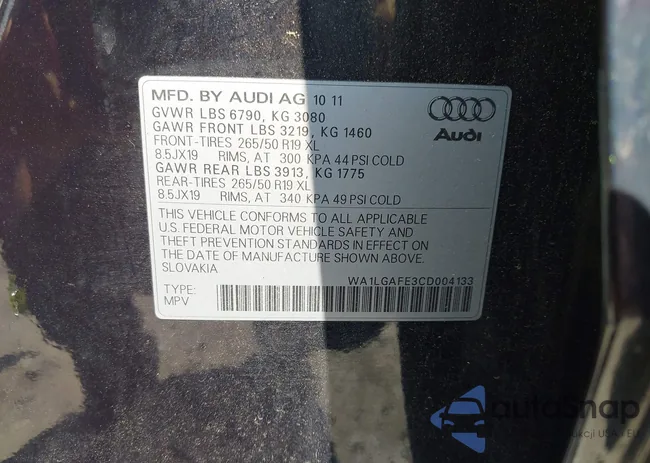 MFD. BY AUDI AG 10 11
GVWR LBS 6790, KG 3080
GAWR FRONT LBS 3219, KG 1460
FRONT-TIRES 265/50 R19 XL
8.5JX19 RIMS, AT 300 KPA 44 PSI COLD
GAWR REAR LBS 3913, KG 1775
REAR-TIRES 265/50 R19 XL
8.5JX19 RIMS, AT 340 KPA 49 PSI COLD
Audi
THIS VEHICLE CONFORMS TO ALL APPLICABLE
U.S. FEDERAL MOTOR VEHICLE SAFETY AND
THEFT PREVENTION STANDARDS IN EFFECT ON
THE DATE OF MANUFACTURE SHOWN ABOVE.
SLOVAKIA
WA1LGAFE3CD004133
TYPE:
MPV
autosnap
ukcji USA i EU